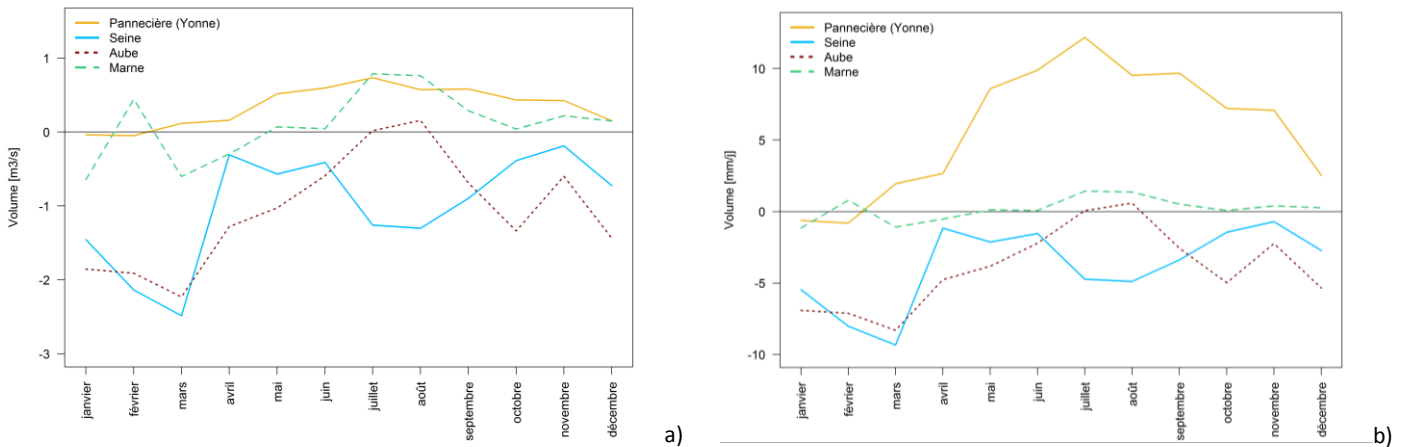 Pannecière (Yonne)
Seine
Aube
Marne
Volume [m3/s]
1
0
-1
-2
-3
janvier
février
mars
avril
mai
juin
juillet
août
septembre
octobre
novembre
décembre
a)
Pannecière (Yonne)
Seine
Aube
Marne
Volume [mm/j]
10
5
0
-5
-10
janvier
février
mars
avril
mai
juin
juillet
août
septembre
octobre
novembre
décembre
b)